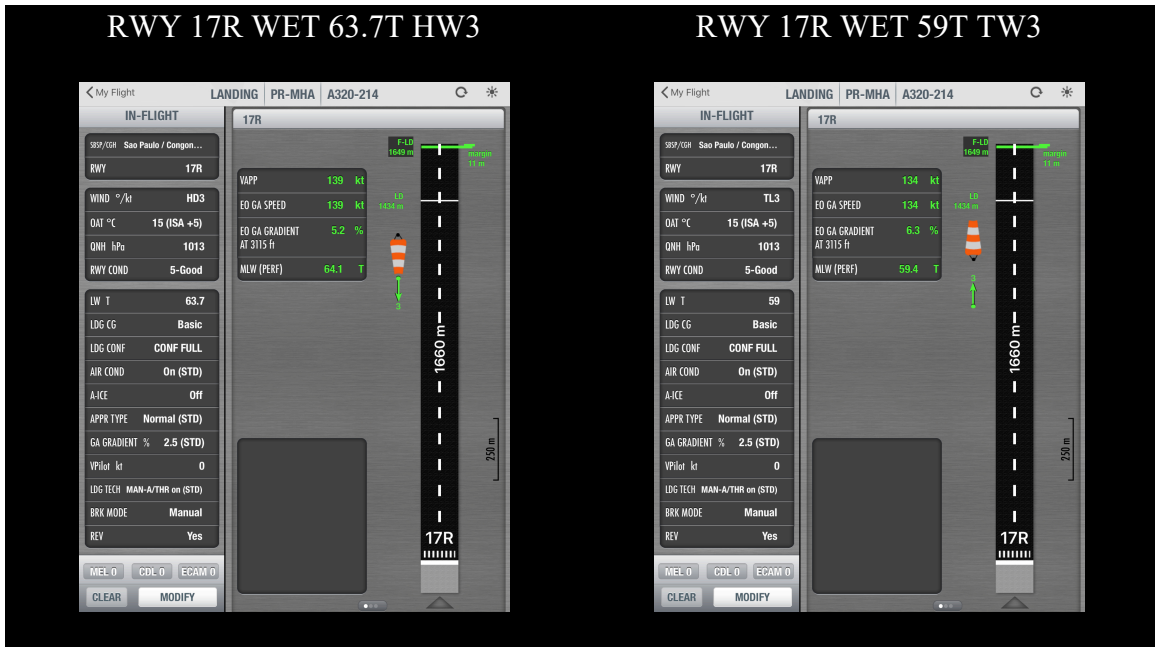 RWY 17R WET 63.7T HW3
My Flight
LANDING PR-MHA A320-214
IN-FLIGHT
17R
SBSP/CGH Sao Paulo / Congon...
RWY 17R
WIND °/kt HD3
OAT °C 15 (ISA +5)
QNH hPa 1013
RWY COND 5-Good
LW T 63.7
LDG CG Basic
LDG CONF CONF FULL
AIR COND On (STD)
A-ICE Off
APPR TYPE Normal (STD)
GA GRADIENT % 2.5 (STD)
VPilot kt 0
LDG TECH MAN-A/THR on (STD)
BRK MODE Manual
REV Yes
MEL 0 CDL 0 ECAM 0
CLEAR MODIFY
VAPP 139 kt
EO GA SPEED 139 kt
EO GA GRADIENT 5.2 %
AT 3115 ft
MLW (PERF) 64.1 T
F-LD
1649 m
margin
11 m
LD
1434 m
3
1660 m
250 m
17R
RWY 17R WET 59T TW3
My Flight
LANDING PR-MHA A320-214
IN-FLIGHT
17R
SBSP/CGH Sao Paulo / Congon...
RWY 17R
WIND °/kt TL3
OAT °C 15 (ISA +5)
QNH hPa 1013
RWY COND 5-Good
LW T 59
LDG CG Basic
LDG CONF CONF FULL
AIR COND On (STD)
A-ICE Off
APPR TYPE Normal (STD)
GA GRADIENT % 2.5 (STD)
VPilot kt 0
LDG TECH MAN-A/THR on (STD)
BRK MODE Manual
REV Yes
MEL 0 CDL 0 ECAM 0
CLEAR MODIFY
VAPP 134 kt
EO GA SPEED 134 kt
EO GA GRADIENT 6.3 %
AT 3115 ft
MLW (PERF) 59.4 T
F-LD
1649 m
margin
11 m
LD
1434 m
3
1660 m
250 m
17R